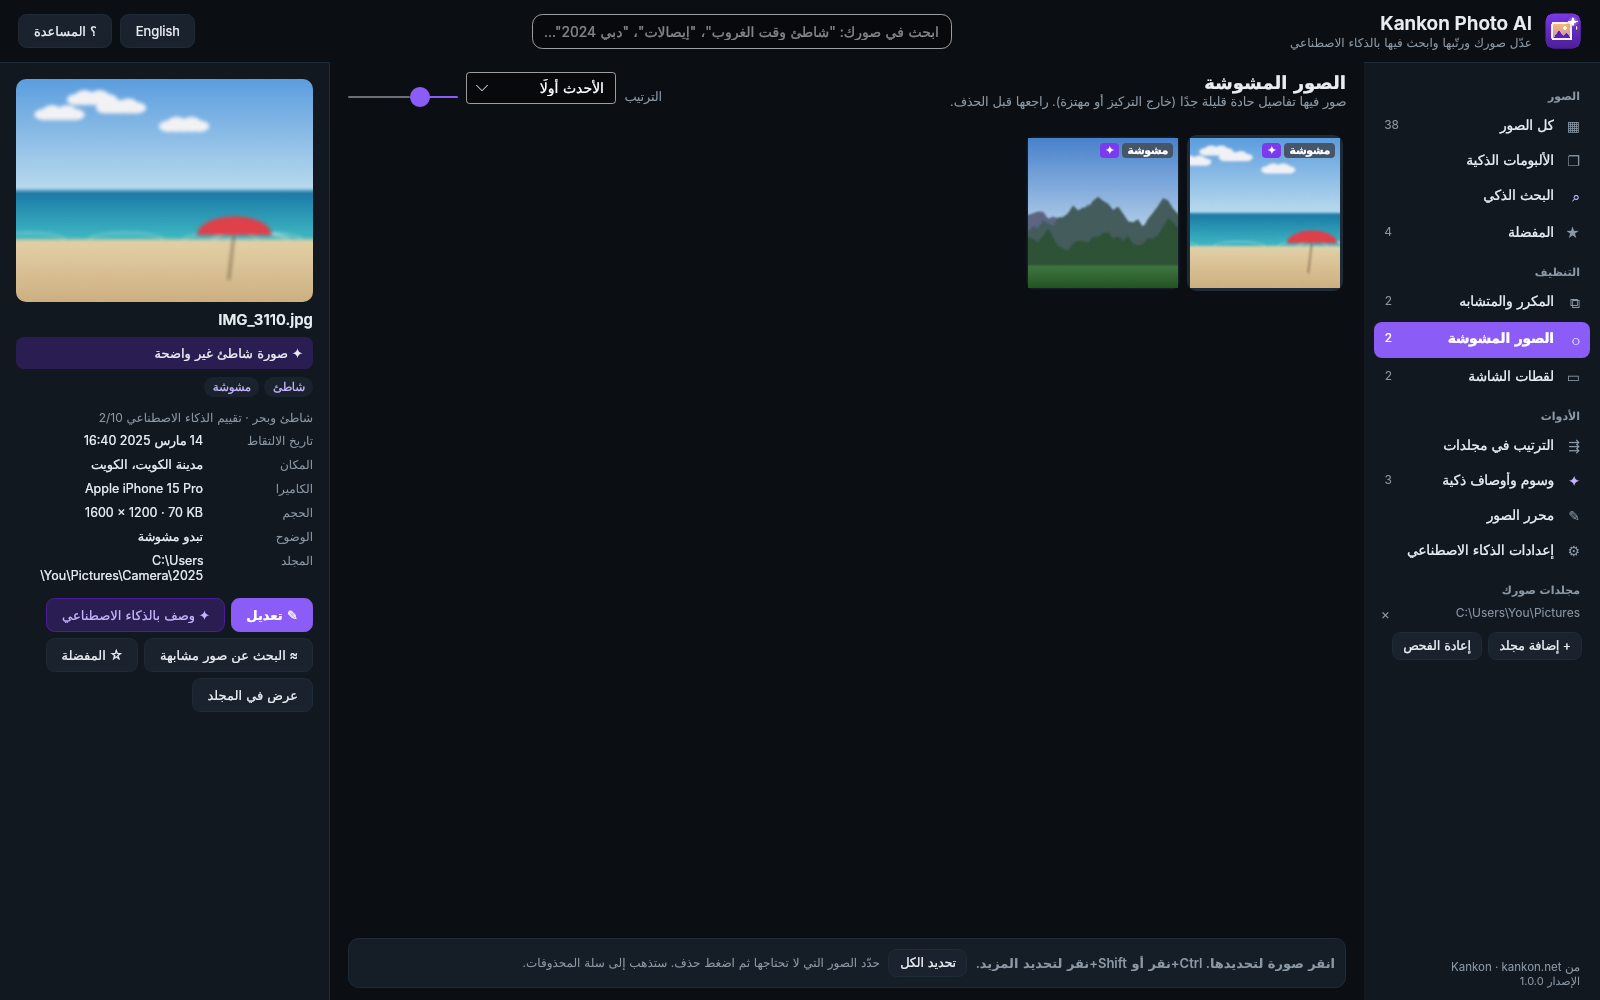 Kankon Photo AI
عدّل صورك ورتّبها وابحث فيها بالذكاء الاصطناعي
ابحث في صورك: "شاطئ وقت الغروب"، "إيصالات"، "دبي 2024"...
English
؟ المساعدة
الصور
كل الصور
38
الألبومات الذكية
البحث الذكي
المفضلة
4
التنظيف
المكرر والمتشابه
2
الصور المشوشة
2
لقطات الشاشة
2
الأدوات
الترتيب في مجلدات
وسوم وأوصاف ذكية
3
محرر الصور
إعدادات الذكاء الاصطناعي
مجلدات صورك
C:\Users\You\Pictures
×
+ إضافة مجلد
إعادة الفحص
من Kankon · kankon.net
الإصدار 1.0.0
الصور المشوشة
صور فيها تفاصيل حادة قليلة جدًا (خارج التركيز أو مهتزة). راجعها قبل الحذف.
الترتيب
الأحدث أولًا
مشوشة
مشوشة
انقر صورة لتحديدها. Ctrl+نقر أو Shift+نقر لتحديد المزيد.
تحديد الكل
حدّد الصور التي لا تحتاجها ثم اضغط حذف. ستذهب إلى سلة المحذوفات.
IMG_3110.jpg
✦ صورة شاطئ غير واضحة
شاطئ
مشوشة
شاطئ وبحر · تقييم الذكاء الاصطناعي 2/10
تاريخ الالتقاط
14 مارس 2025 16:40
المكان
مدينة الكويت، الكويت
الكاميرا
Apple iPhone 15 Pro
الحجم
1600 × 1200 · 70 KB
الوضوح
تبدو مشوشة
المجلد
C:\Users
\You\Pictures\Camera\2025
✎ تعديل
✦ وصف بالذكاء الاصطناعي
≈ البحث عن صور مشابهة
☆ المفضلة
عرض في المجلد